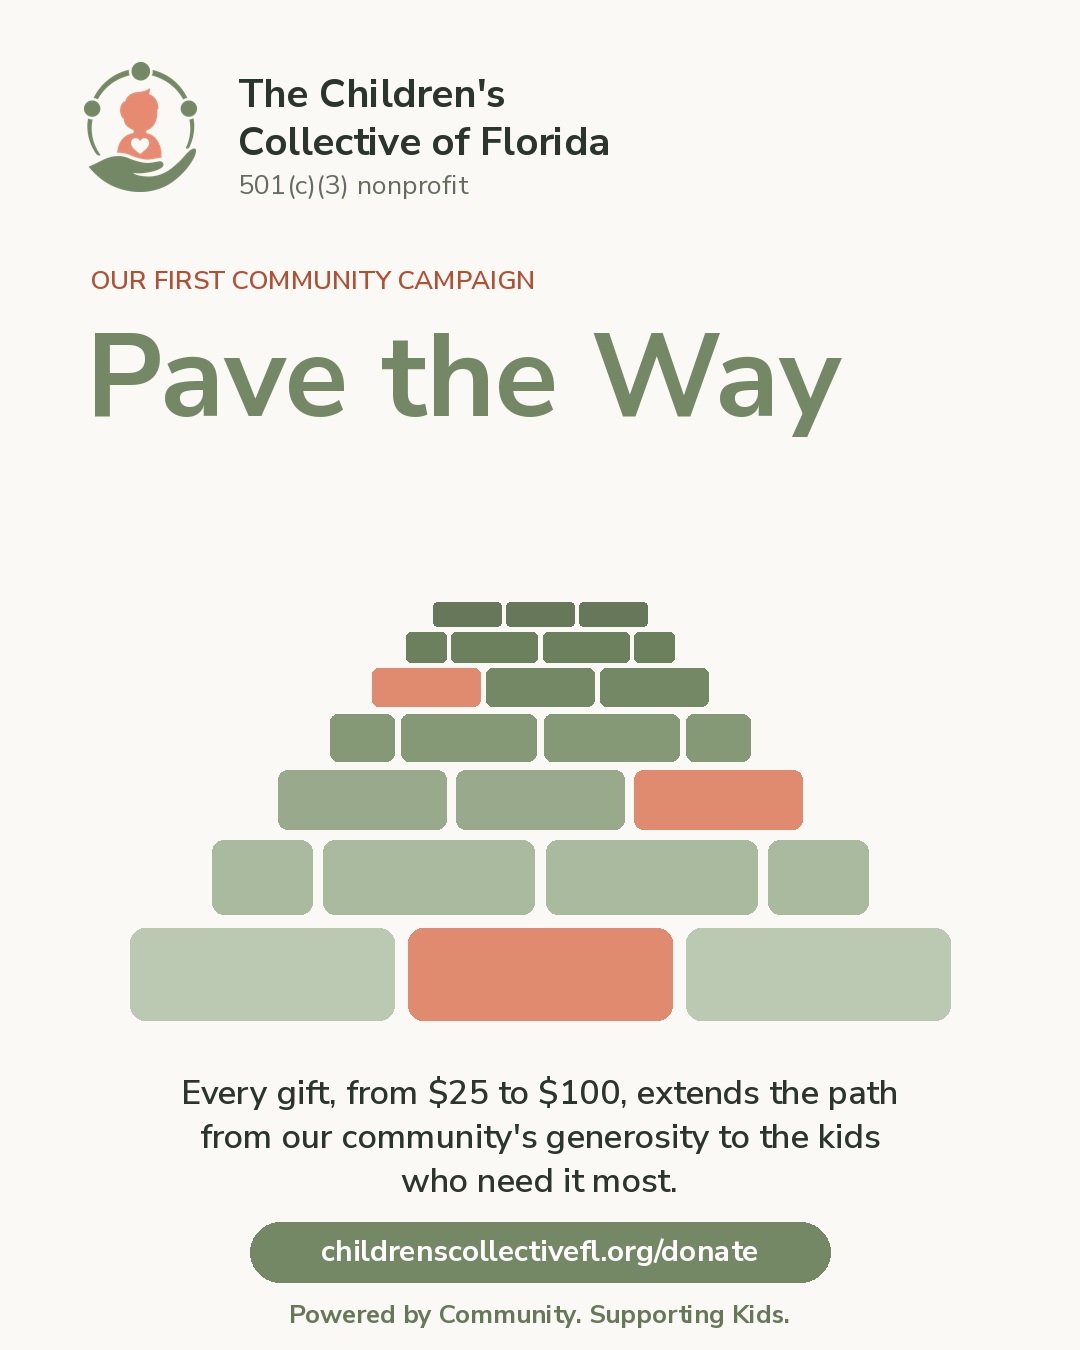 The Children's
Collective of Florida
501(c)(3) nonprofit
OUR FIRST COMMUNITY CAMPAIGN
Pave the Way
Every gift, from $25 to $100, extends the path
from our community's generosity to the kids
who need it most.
childrenscollectivefl.org/donate
Powered by Community. Supporting Kids.